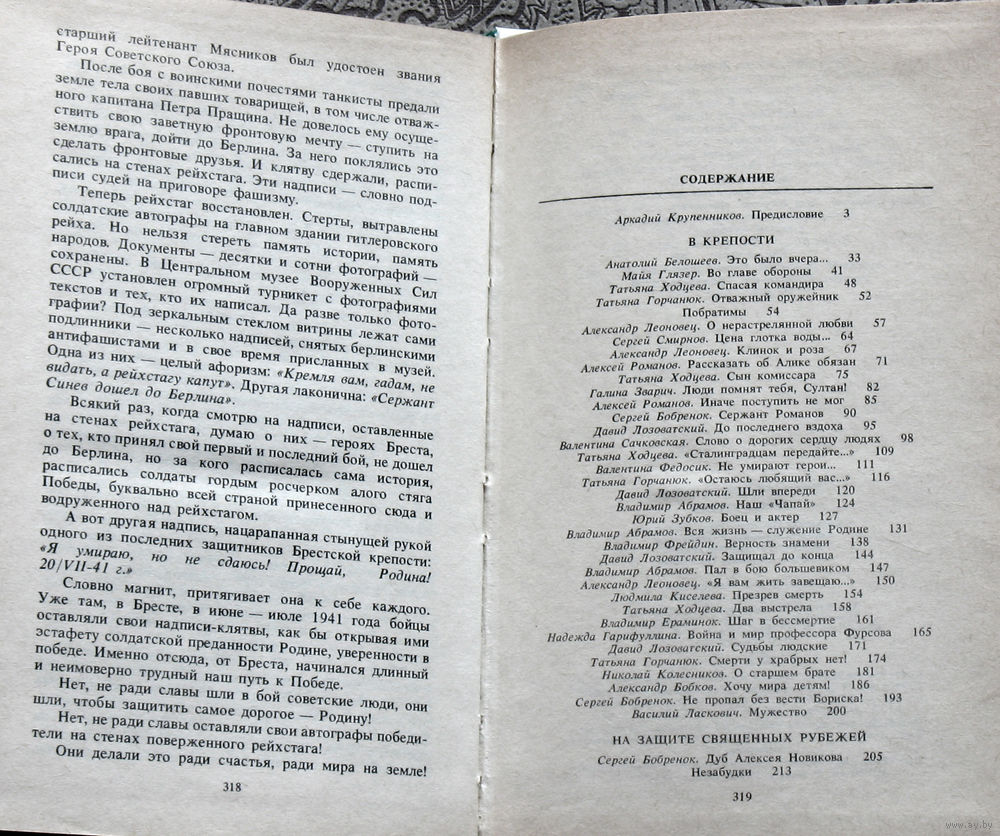 старший лейтенант Мясников был удостоен звания
Героя Советского Союза.
После боя с воинскими почестями танкисты предали
земле тела своих павших товарищей, в том числе отваж-
ного капитана Петра Пращина. Не довелось ему осуще-
ствить свою заветную фронтовую мечту — ступить на
землю врага, дойти до Берлина. За него поклялись это
сделать фронтовые друзья. И клятву сдержали, распи-
сались на стенах рейхстага. Эти надписи — словно под-
писи судей на приговоре фашизму.
Теперь рейхстаг восстановлен. Стерты, вытравлены
солдатские автографы на главном здании гитлеровского
рейха. Но нельзя стереть память истории, память
народов. Документы — десятки и сотни фотографий —
сохранены. В Центральном музее Вооруженных Сил
СССР установлен огромный турникет с фотографиями
текстов и тех, кто их написал. Да разве только фото-
графии? Под зеркальным стеклом витрины лежат сами
подлинники — несколько надписей, снятых берлинскими
антифашистами и в свое время присланных в музей.
Одна из них — целый афоризм: «Кремля вам, гадам, не
видать, а рейхстагу капут». Другая лаконична: «Сержант
Синев дошел до Берлина».
Всякий раз, когда смотрю на надписи, оставленные
на стенах рейхстага, думаю о них — героях Бреста,
о тех, кто принял свой первый и последний бой, не дошел
до Берлина, но за кого расписалась сама история,
расписались солдаты гордым росчерком алого стяга
Победы, буквально всей страной принесенного сюда и
водруженного над рейхстагом.
А вот другая надпись, нацарапанная стынущей рукой
одного из последних защитников Брестской крепости:
«Я умираю, но не сдаюсь! Прощай, Родина!
20/VII-41 г.»
Словно магнит, притягивает она к себе каждого.
Уже там, в Бресте, в июне — июле 1941 года бойцы
оставляли свои надписи-клятвы, как бы открывая ими
эстафету солдатской преданности Родине, уверенности в
победе. Именно отсюда, от Бреста, начинался длинный
и неимоверно трудный наш путь к Победе.
Нет, не ради славы шли в бой советские люди, они
шли, чтобы защитить самое дорогое — Родину!
Нет, не ради славы оставляли свои автографы победи-
тели на стенах поверженного рейхстага!
Они делали это ради счастья, ради мира на земле!
318
СОДЕРЖАНИЕ
Аркадий Крупенников. Предисловие 3
В КРЕПОСТИ
Анатолий Белошеев. Это было вчера... 33
Майя Глязер. Во главе обороны 41
Татьяна Ходцева. Спасая командира 48
Татьяна Горчанюк. Отважный оружейник 52
Побратимы 54
Александр Леоновец. О нерастрелянной любви 57
Сергей Смирнов. Цена глотка воды... 64
Александр Леоновец. Клинок и роза 67
Алексей Романов. Рассказать об Алике обязан 71
Татьяна Ходцева. Сын комиссара 75
Галина Зварич. Люди помнят тебя, Султан! 82
Алексей Романов. Иначе поступить не мог 85
Сергей Бобренок. Сержант Романов 90
Давид Лозоватский. До последнего вздоха 95
Валентина Сачковская. Слово о дорогих сердцу людях 98
Татьяна Ходцева. «Сталинградцам передайте...» 109
Валентина Федосик. Не умирают герои... 111
Татьяна Горчанюк. «Остаюсь любящий вас...» 116
Давид Лозоватский. Шли впереди 120
Владимир Абрамов. Наш «Чапай» 124
Юрий Зубков. Боец и актер 127
Владимир Абрамов. Вся жизнь — служение Родине 131
Владимир Фрейдин. Верность знамени 138
Давид Лозоватский. Защищал до конца 144
Владимир Абрамов. Пал в бою большевиком 147
Александр Леоновец. «Я вам жить завещаю...» 150
Людмила Киселева. Презрев смерть 154
Татьяна Ходцева. Два выстрела 158
Владимир Ераминок. Шаг в бессмертие 161
Надежда Гарифуллина. Война и мир профессора Фурсова 165
Давид Лозоватский. Судьбы людские 171
Татьяна Горчанюк. Смерти у храбрых нет! 174
Николай Колесников. О старшем брате 181
Александр Бобков. Хочу мира детям! 186
Сергей Бобренок. Не пропал без вести Бориска! 193
Василий Ласкович. Мужество 200
НА ЗАЩИТЕ СВЯЩЕННЫХ РУБЕЖЕЙ
Сергей Бобренок. Дуб Алексея Новикова 205
Незабудки 213
319
www.ay.by